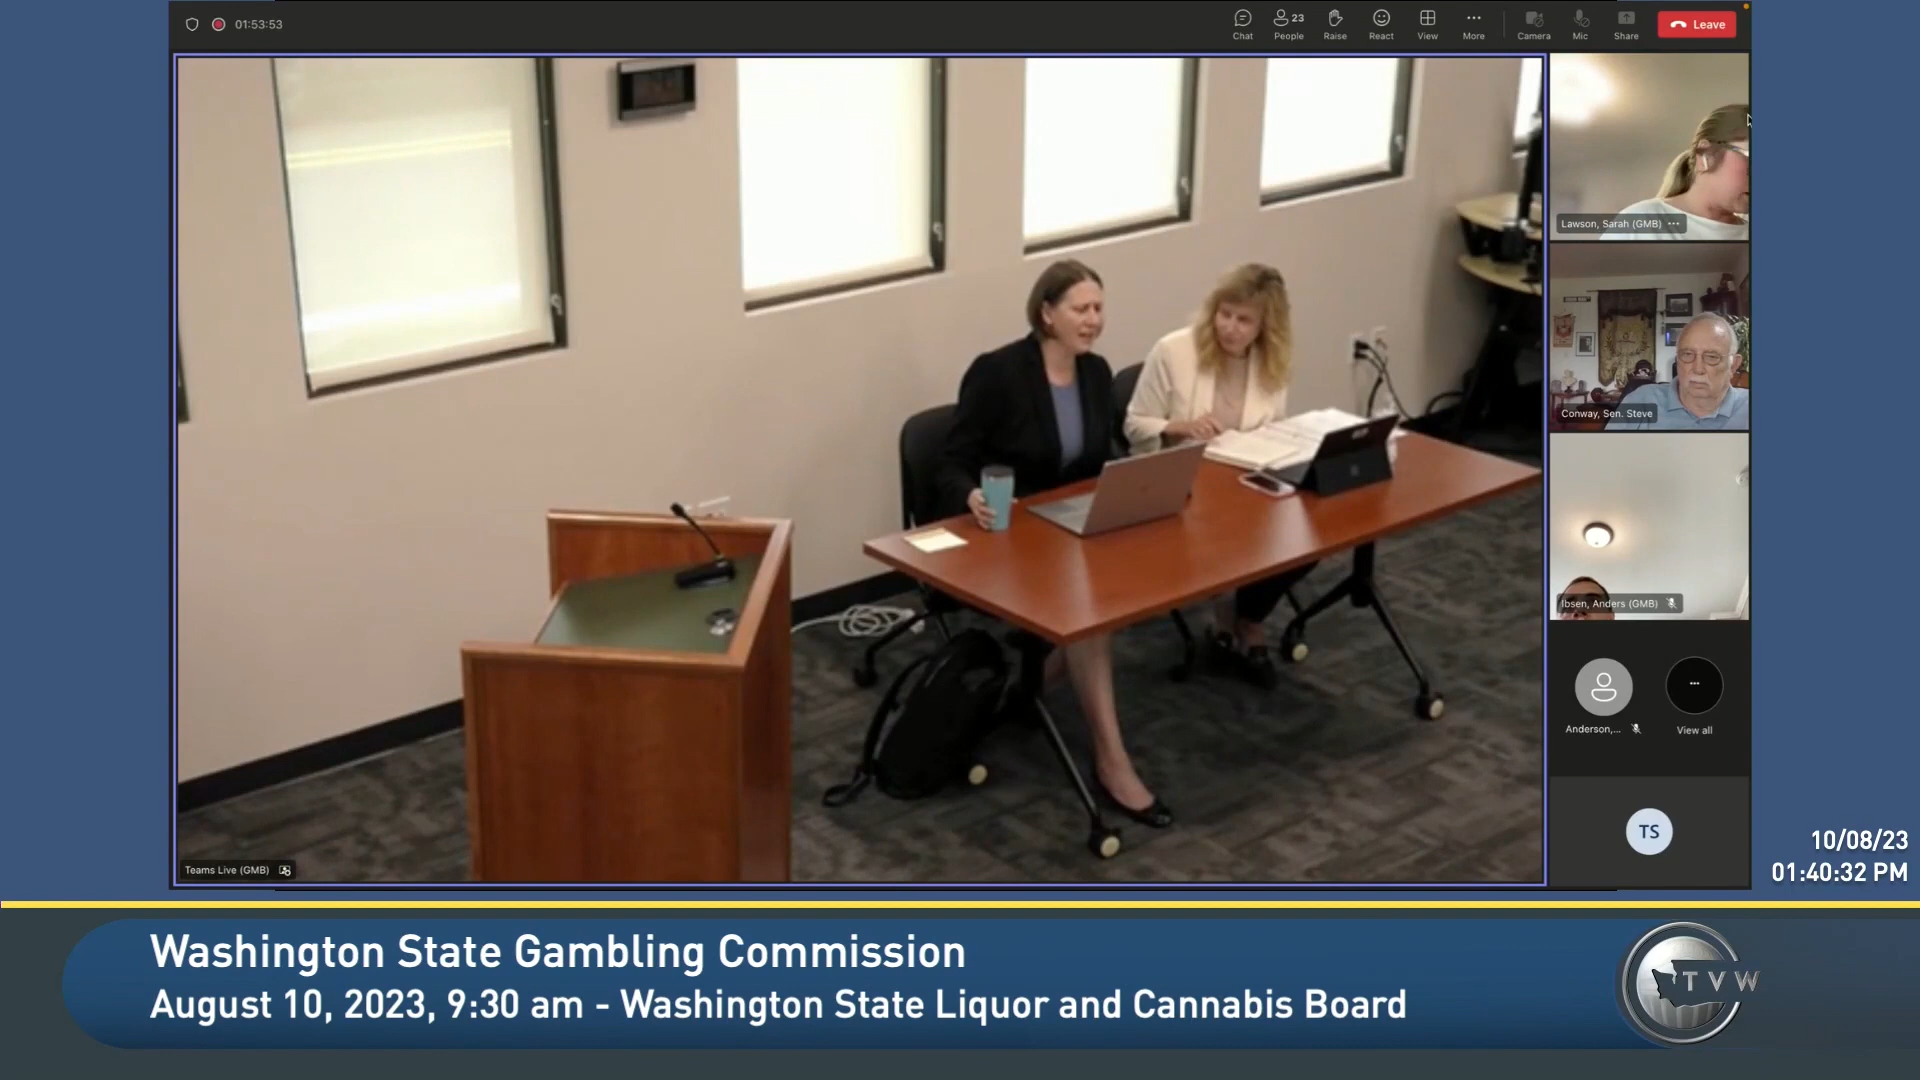 01:53:53
Chat
23
People
Raise
React
View
More
Camera
Mic
Share
Leave
Lawson, Sarah (GMB) ...
Conway, Sen. Steve
Ibsen, Anders (GMB)
Anderson,...
View all
TS
Teams Live (GMB)
10/08/23
01:40:32 PM
Washington State Gambling Commission
August 10, 2023, 9:30 am - Washington State Liquor and Cannabis Board
TVW